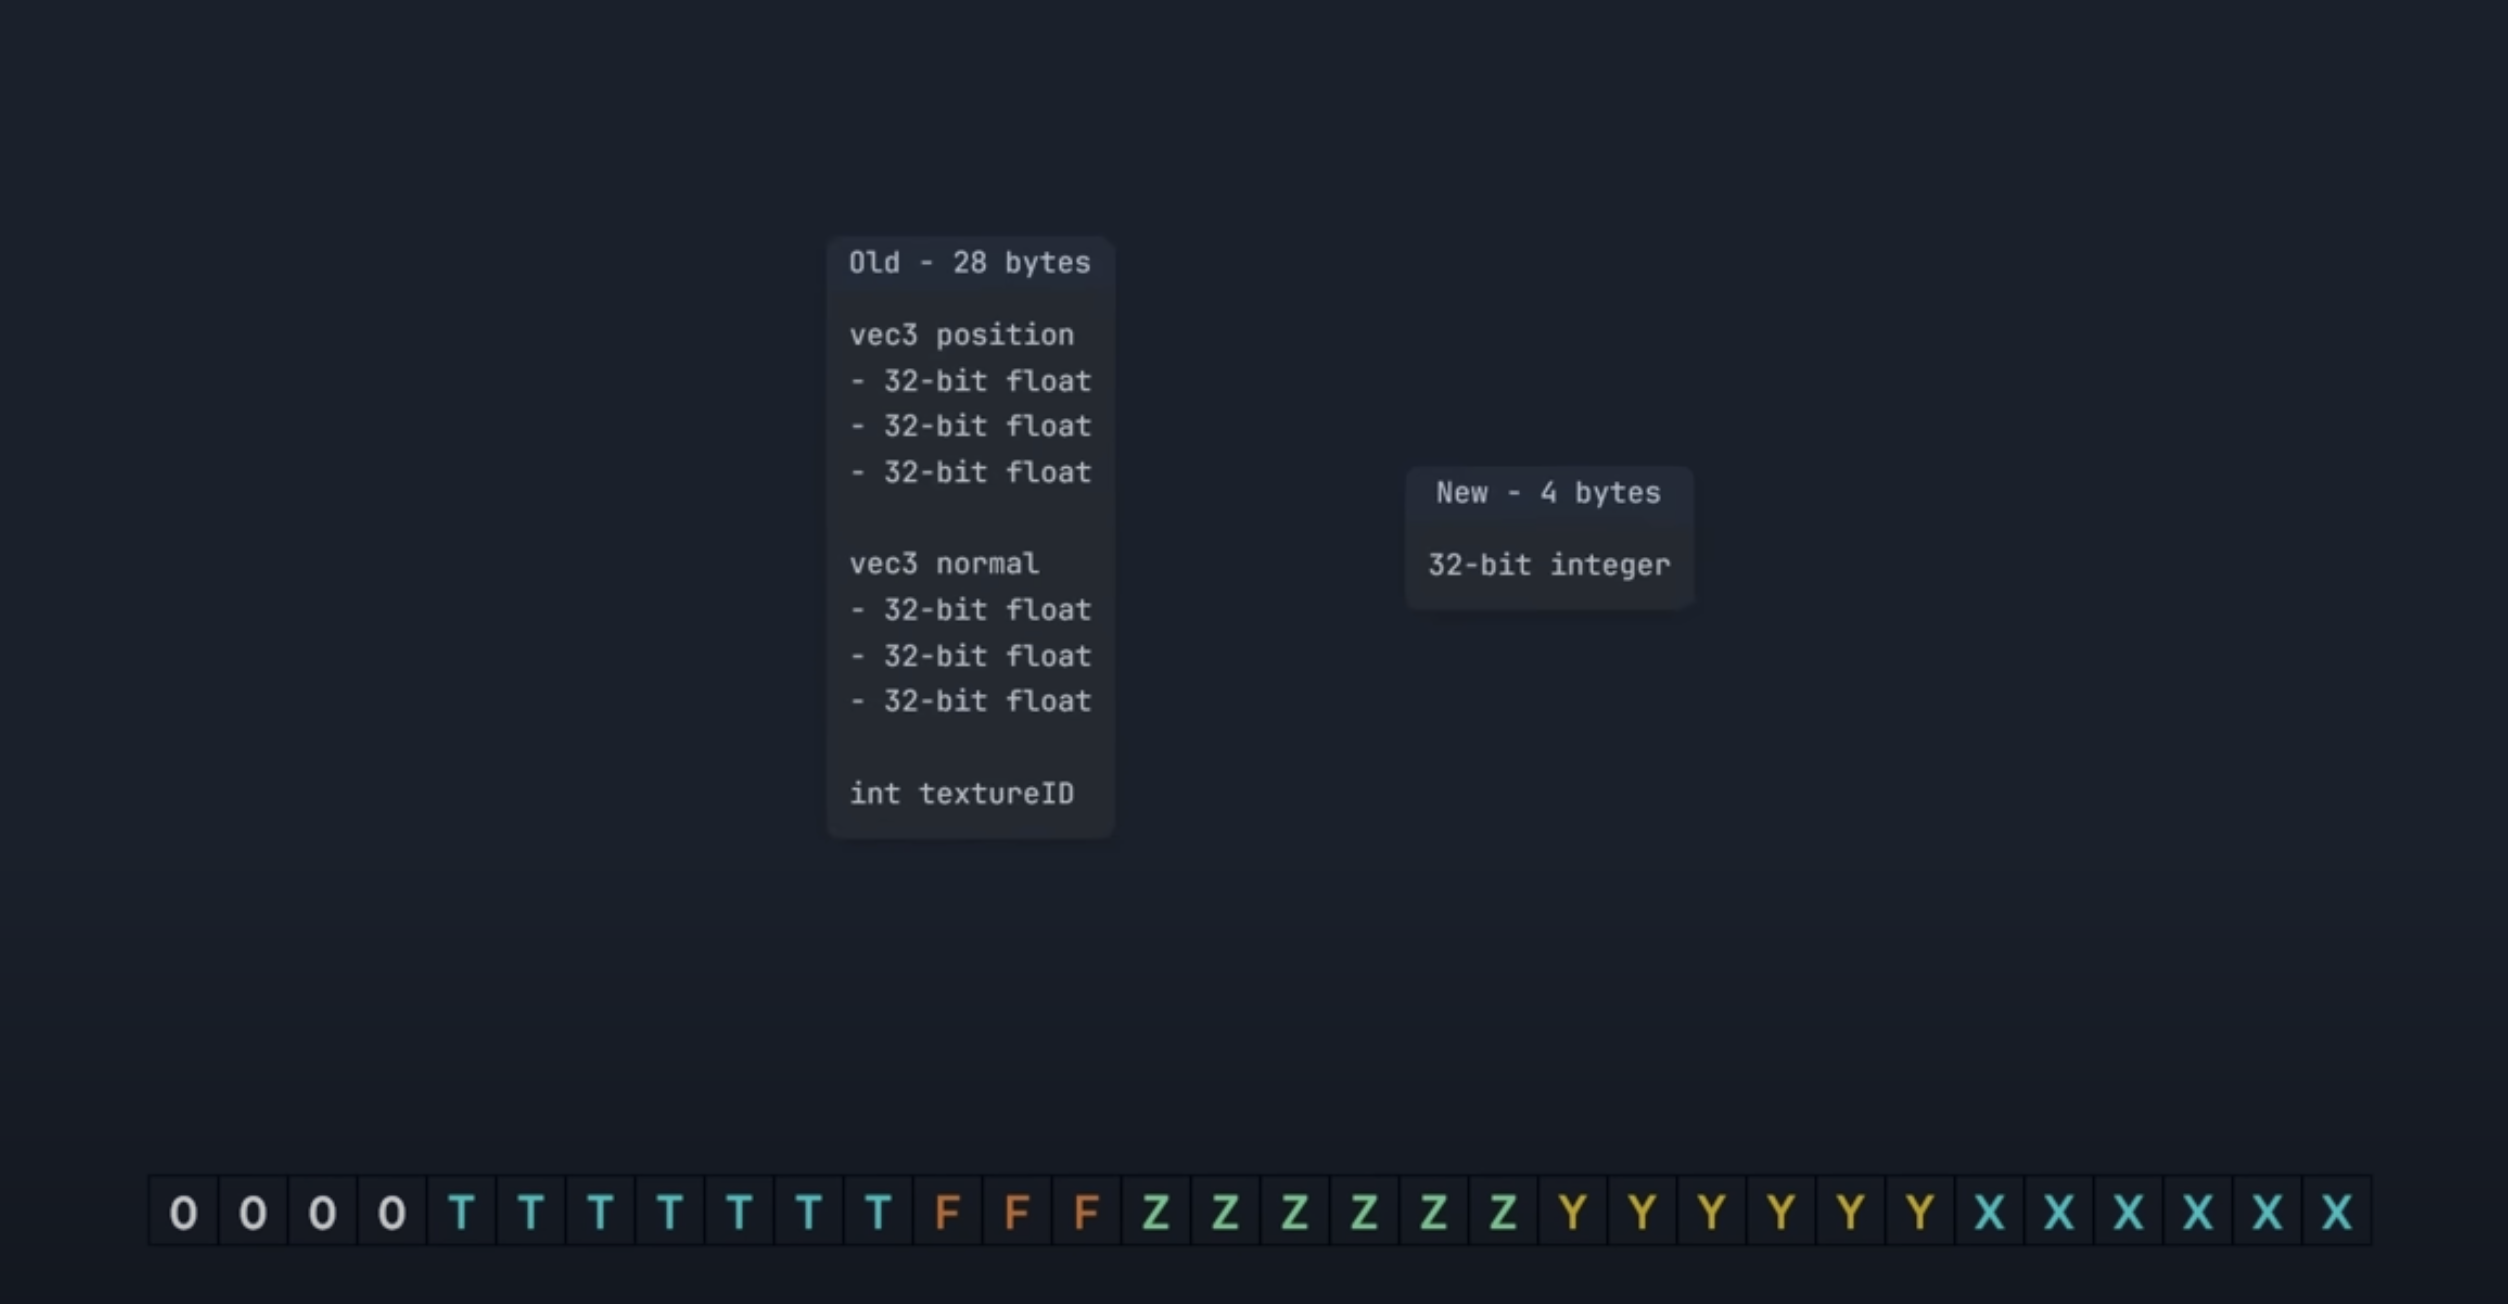 Old - 28 bytes
vec3 position
- 32-bit float
- 32-bit float
- 32-bit float
vec3 normal
- 32-bit float
- 32-bit float
- 32-bit float
int textureID
New - 4 bytes
32-bit integer
0 0 0 0 T T T T T T T F F F Z Z Z Z Z Z Y Y Y Y Y Y X X X X X X